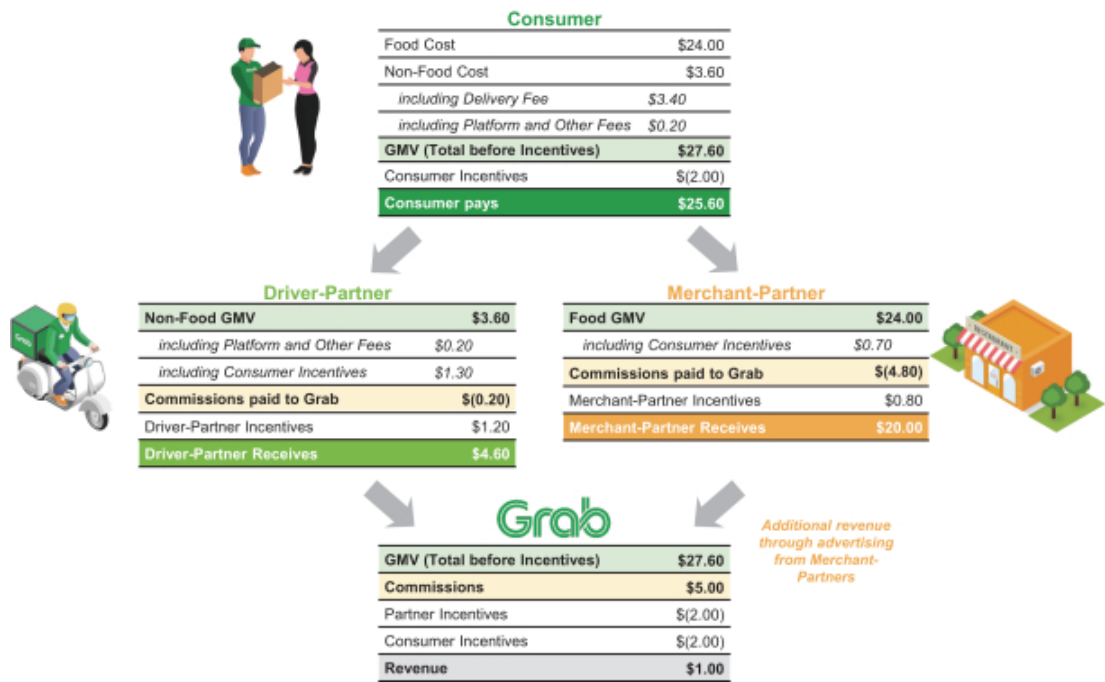 Consumer
Food Cost $24.00
Non-Food Cost $3.60
including Delivery Fee $3.40
including Platform and Other Fees $0.20
GMV (Total before Incentives) $27.60
Consumer Incentives $(2.00)
Consumer pays $25.60
Driver-Partner
Non-Food GMV $3.60
including Platform and Other Fees $0.20
including Consumer Incentives $1.30
Commissions paid to Grab $(0.20)
Driver-Partner Incentives $1.20
Driver-Partner Receives $4.60
Grab
Merchant-Partner
Food GMV $24.00
including Consumer Incentives $0.70
Commissions paid to Grab $(4.80)
Merchant-Partner Incentives $0.80
Merchant-Partner Receives $20.00
RESTAURANT
Grab
GMV (Total before Incentives) $27.60
Commissions $5.00
Partner Incentives $(2.00)
Consumer Incentives $(2.00)
Revenue $1.00
Additional revenue
through advertising
from Merchant-
Partners